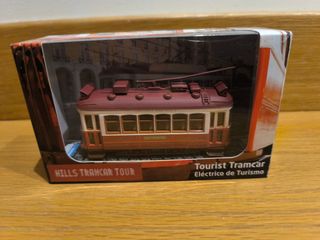 HILLS TRAMCAR TOUR
Tourist Tramcar
Eléctrico de Turismo